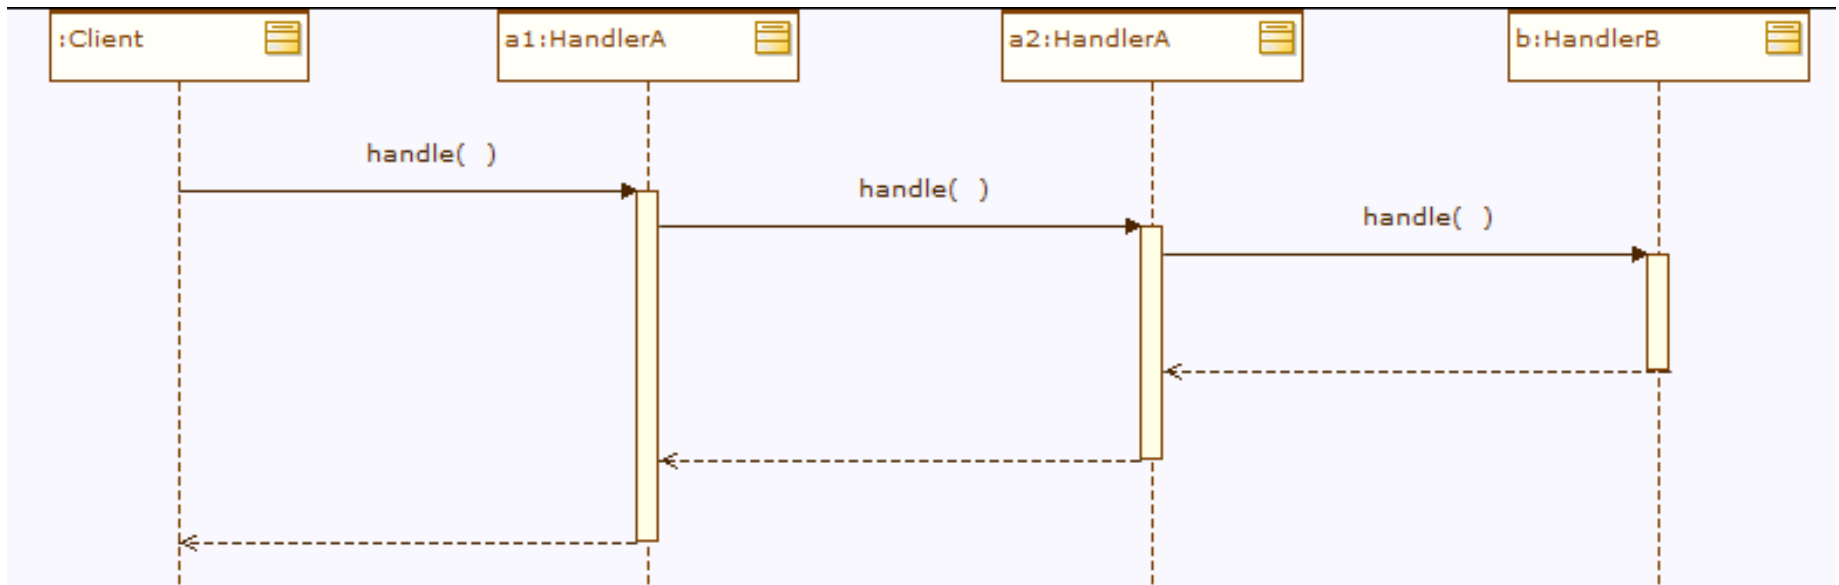 :Client
a1:HandlerA
a2:HandlerA
b:HandlerB
handle(  )
handle(  )
handle(  )